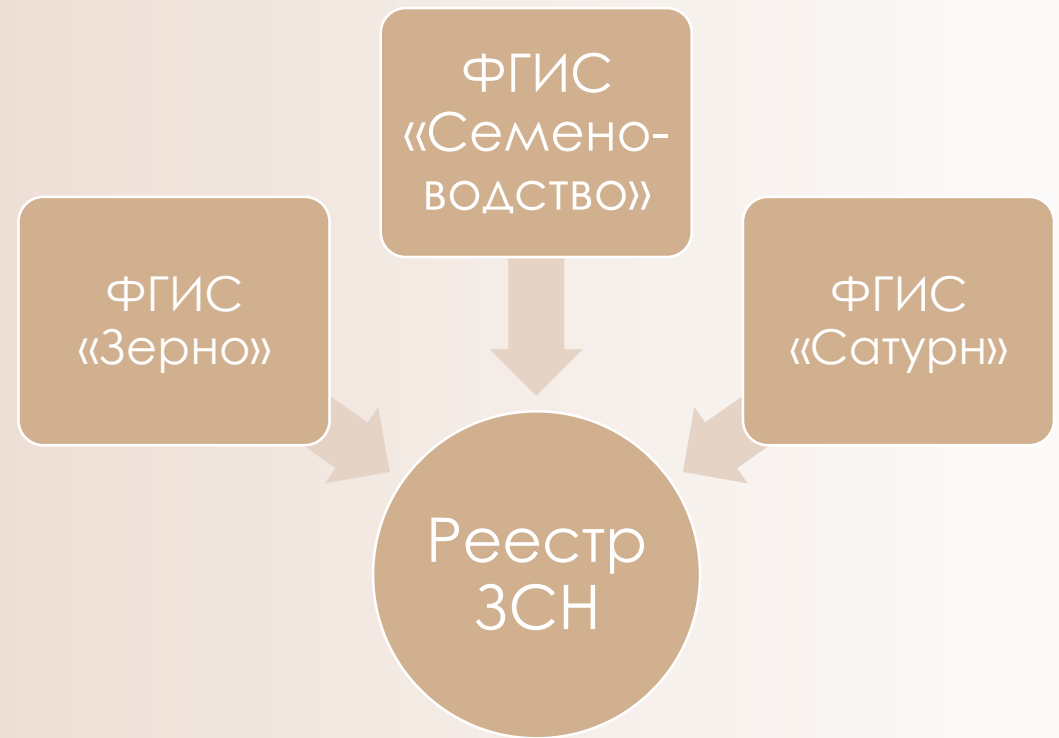 ФГИС
«Семено-
водство»
ФГИС
«Зерно»
ФГИС
«Сатурн»
Реестр
ЗСН